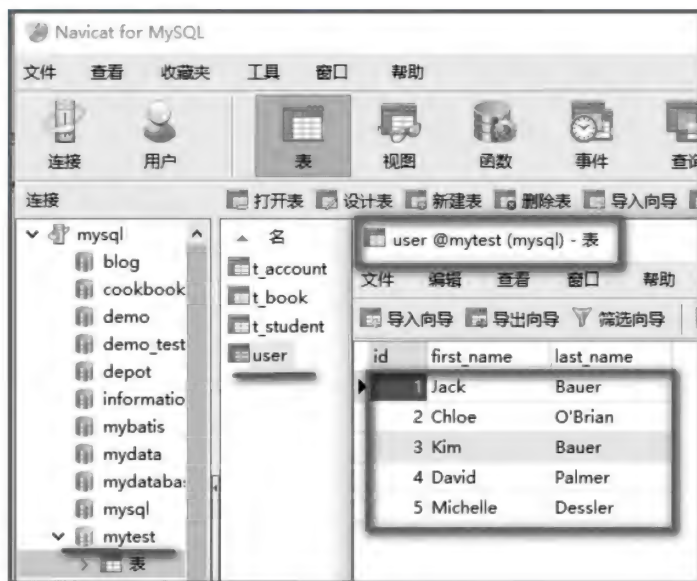 Navicat for MySQL
文件 查看 收藏夹 工具 窗口 帮助
连接 用户 表 视图 函数 事件 查询
连接 打开表 设计表 新建表 删除表 导入向导
mysql
blog
cookbook
demo
demo_test
depot
informatio
mybatis
mydata
mydataba
mysql
mytest
表
名
t_account
t_book
t_student
user
user @mytest (mysql) - 表
文件 编辑 查看 窗口 帮助
导入向导 导出向导 筛选向导
id first_name last_name
1 Jack Bauer
2 Chloe O'Brian
3 Kim Bauer
4 David Palmer
5 Michelle Dessler